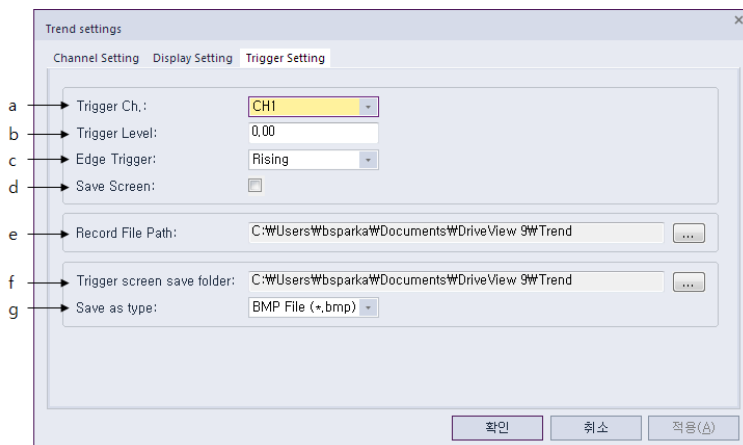 Trend settings
Channel Setting Display Setting Trigger Setting
a Trigger Ch.: CH1
b Trigger Level: 0.00
c Edge Trigger: Rising
d Save Screen:
e Record File Path: C:₩Users₩bsparka₩Documents₩DriveView 9₩Trend ...
f Trigger screen save folder: C:₩Users₩bsparka₩Documents₩DriveView 9₩Trend ...
g Save as type: BMP File (*.bmp)
확인 취소 적용(A)